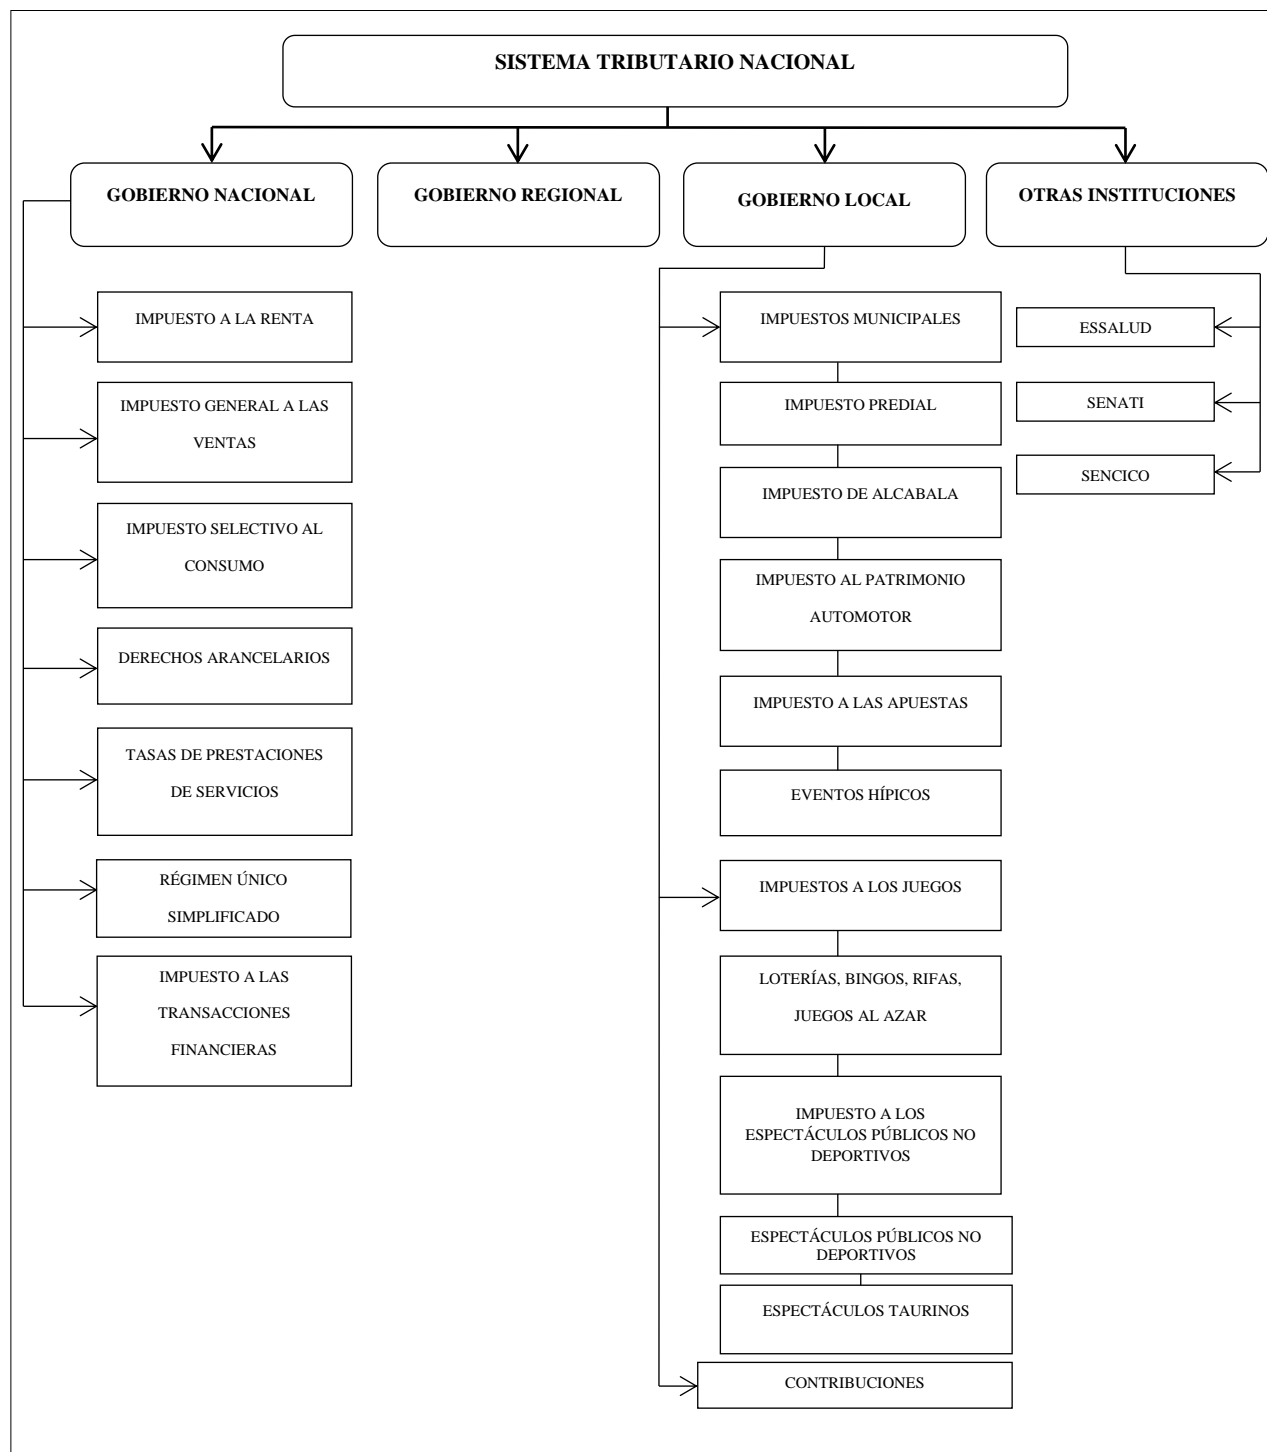 SISTEMA TRIBUTARIO NACIONAL
GOBIERNO NACIONAL
GOBIERNO REGIONAL
GOBIERNO LOCAL
OTRAS INSTITUCIONES
IMPUESTO A LA RENTA
IMPUESTO GENERAL A LAS
VENTAS
IMPUESTO SELECTIVO AL
CONSUMO
DERECHOS ARANCELARIOS
TASAS DE PRESTACIONES
DE SERVICIOS
RÉGIMEN ÚNICO
SIMPLIFICADO
IMPUESTO A LAS
TRANSACCIONES
FINANCIERAS
IMPUESTOS MUNICIPALES
IMPUESTO PREDIAL
IMPUESTO DE ALCABALA
IMPUESTO AL PATRIMONIO
AUTOMOTOR
IMPUESTO A LAS APUESTAS
EVENTOS HÍPICOS
IMPUESTOS A LOS JUEGOS
LOTERÍAS, BINGOS, RIFAS,
JUEGOS AL AZAR
IMPUESTO A LOS
ESPECTÁCULOS PÚBLICOS NO
DEPORTIVOS
ESPECTÁCULOS PÚBLICOS NO
DEPORTIVOS
ESPECTÁCULOS TAURINOS
CONTRIBUCIONES
ESSALUD
SENATI
SENCICO